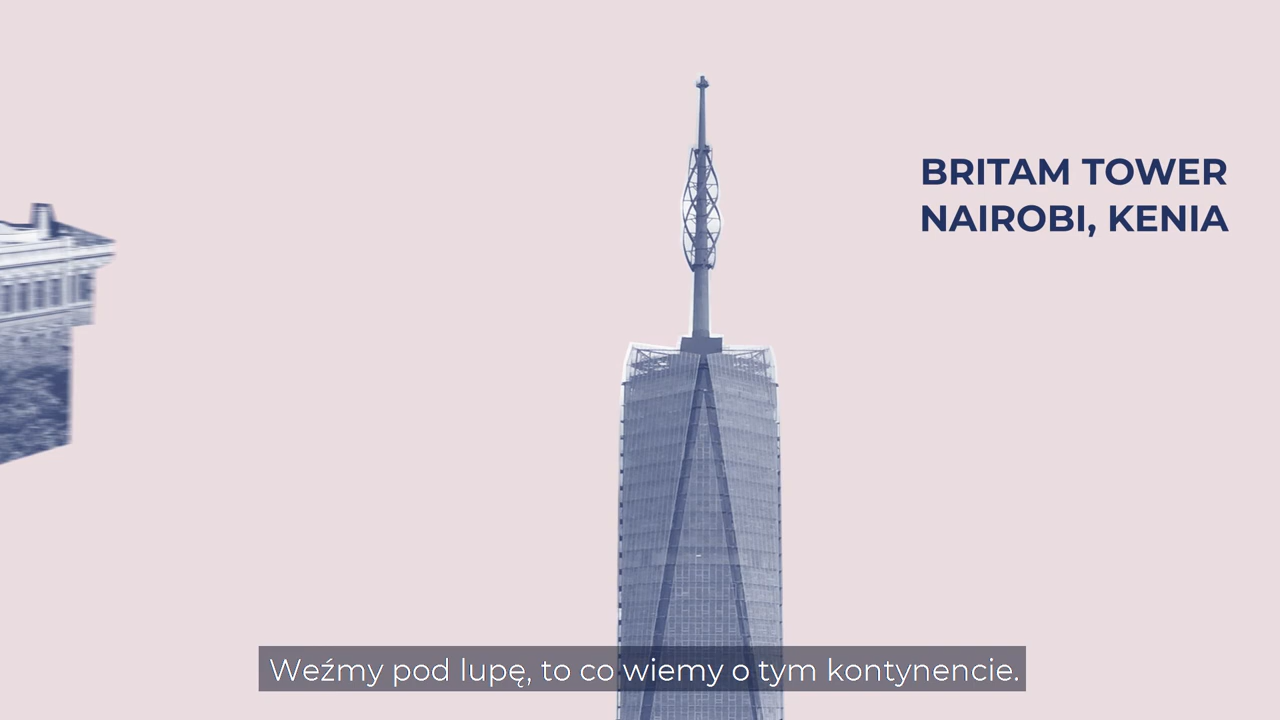 BRITAM TOWER
NAIROBI, KENIA
Weźmy pod lupę, to co wiemy o tym kontynencie.